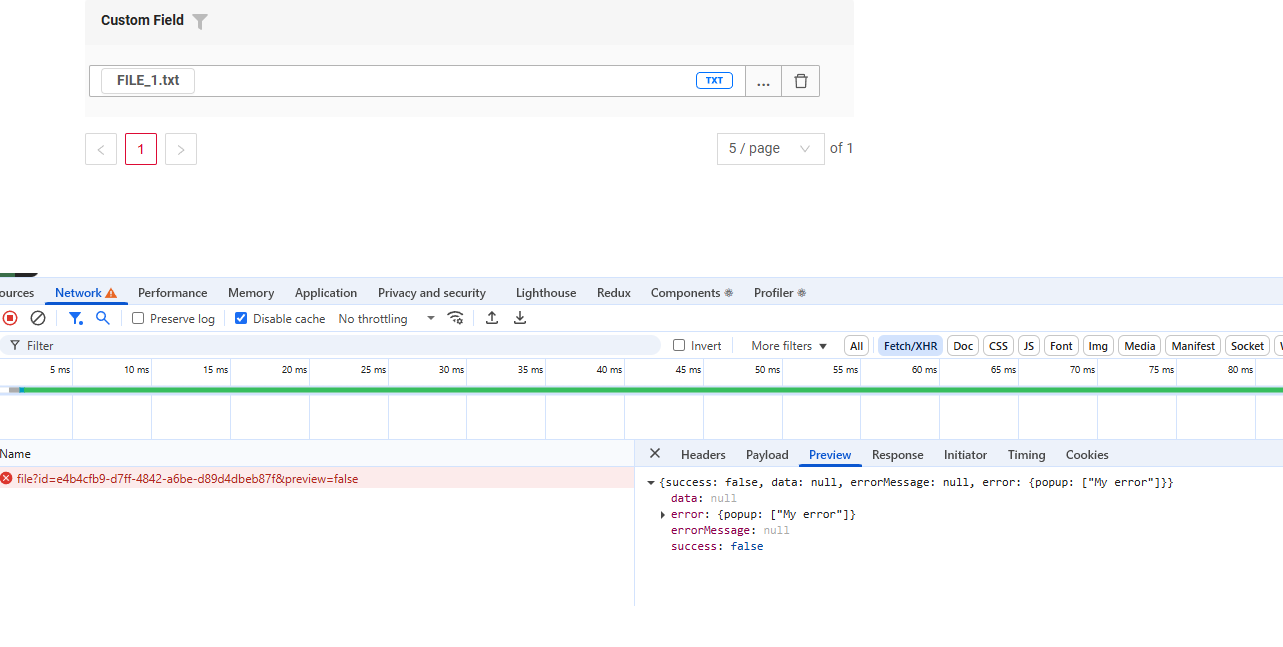 Custom Field
FILE_1.txt TXT ...
< 1 > 5 / page of 1
ources Network Performance Memory Application Privacy and security Lighthouse Redux Components Profiler
Preserve log Disable cache No throttling
Filter Invert More filters All Fetch/XHR Doc CSS JS Font Img Media Manifest Socket
5 ms 10 ms 15 ms 20 ms 25 ms 30 ms 35 ms 40 ms 45 ms 50 ms 55 ms 60 ms 65 ms 70 ms 75 ms 80 ms
Name Headers Payload Preview Response Initiator Timing Cookies
file?id=e4b4cfb9-d7ff-4842-a6be-d89d4dbeb87f&preview=false
{success: false, data: null, errorMessage: null, error: {popup: ["My error"]}}
data: null
error: {popup: ["My error"]}
errorMessage: null
success: false